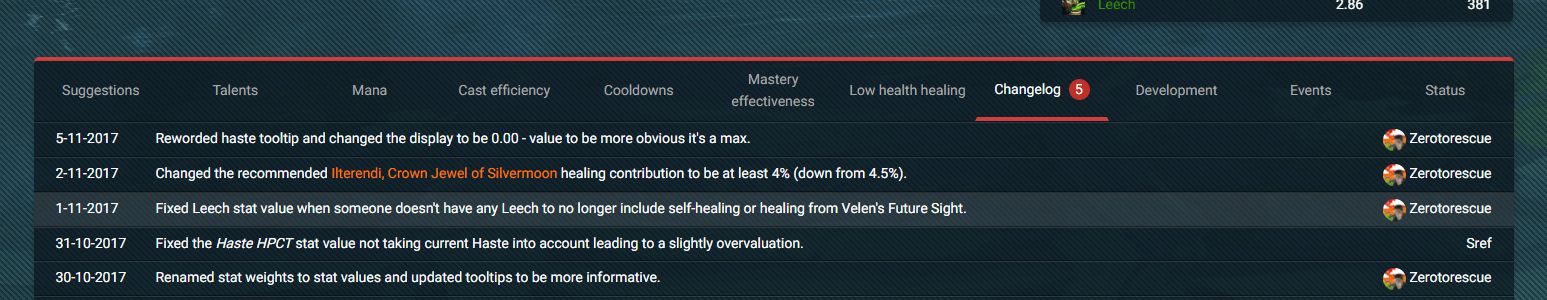 Leech 2.86 381
Suggestions Talents Mana Cast efficiency Cooldowns Mastery effectiveness Low health healing Changelog 5 Development Events Status
5-11-2017 Reworded haste tooltip and changed the display to be 0.00 - value to be more obvious it's a max. Zerotorescue
2-11-2017 Changed the recommended Ilterendi, Crown Jewel of Silvermoon healing contribution to be at least 4% (down from 4.5%). Zerotorescue
1-11-2017 Fixed Leech stat value when someone doesn't have any Leech to no longer include self-healing or healing from Velen's Future Sight. Zerotorescue
31-10-2017 Fixed the Haste HPCT stat value not taking current Haste into account leading to a slightly overvaluation. Sref
30-10-2017 Renamed stat weights to stat values and updated tooltips to be more informative. Zerotorescue